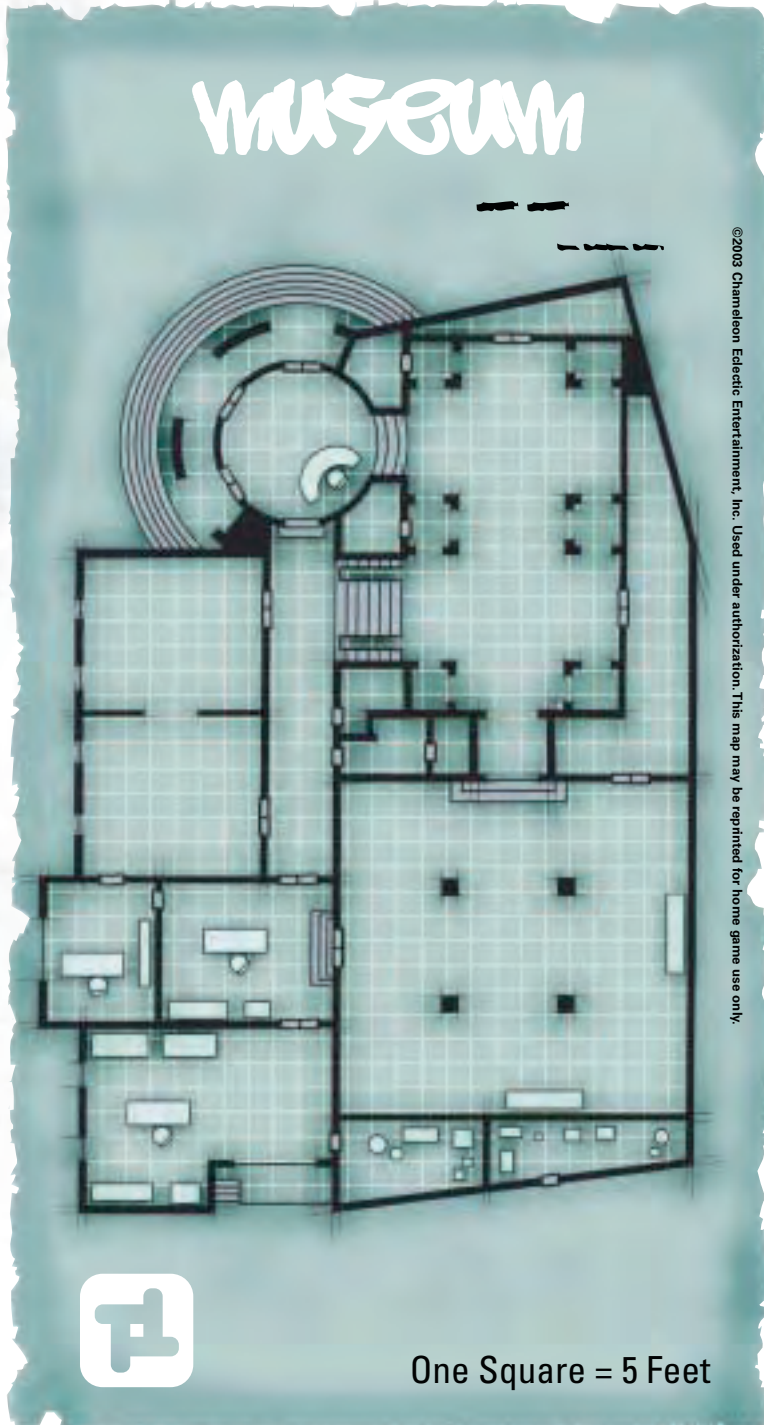 museum
©2003 Chameleon Eclectic Entertainment, Inc. Used under authorization. This map may be reprinted for home game use only.
One Square = 5 Feet